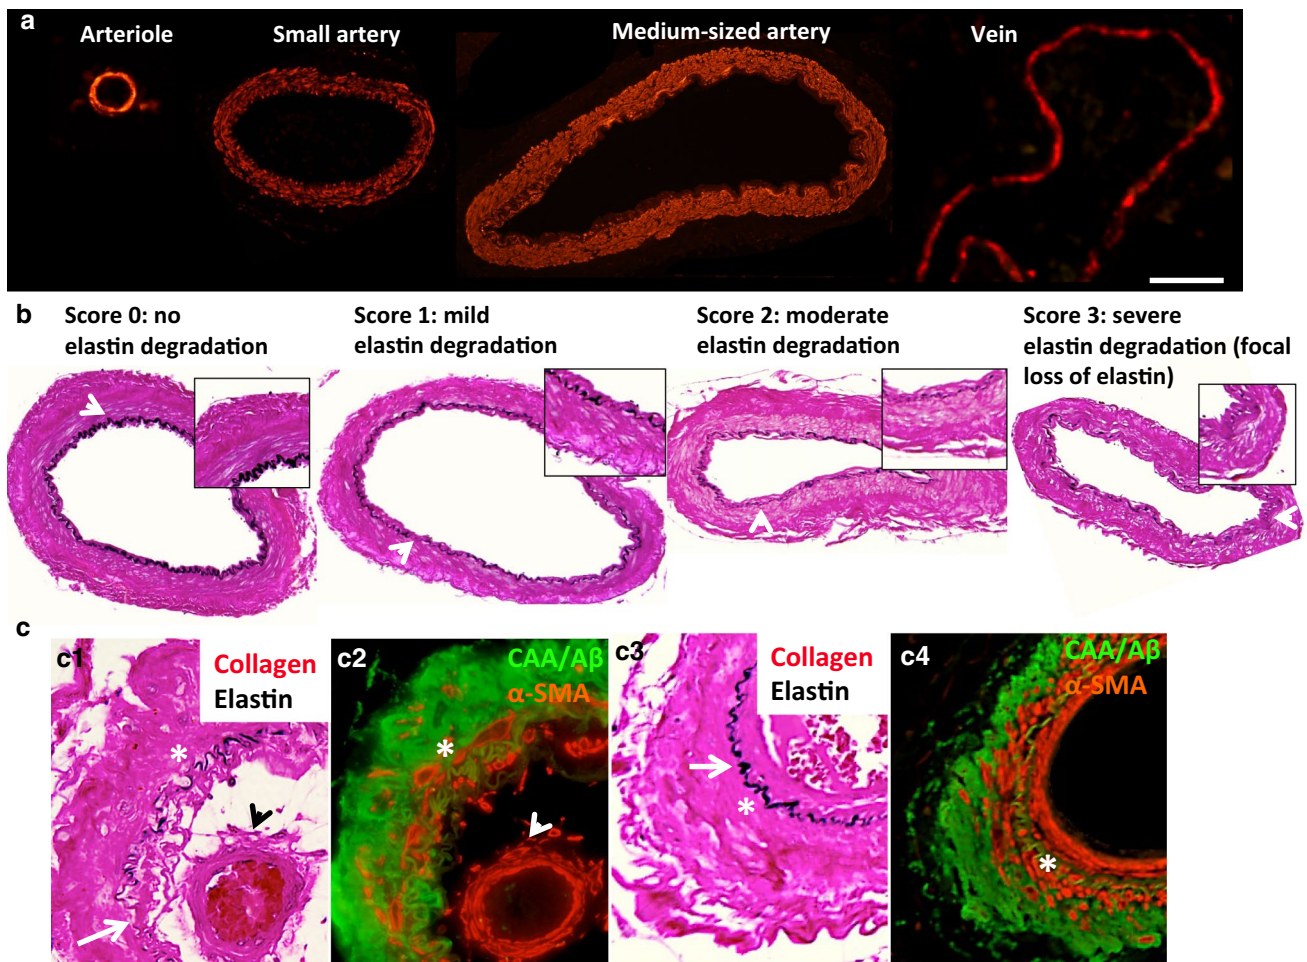 a
Arteriole
Small artery
Medium-sized artery
Vein
b
Score 0: no
elastin degradation
Score 1: mild
elastin degradation
Score 2: moderate
elastin degradation
Score 3: severe
elastin degradation (focal
loss of elastin)
c
c1
Collagen
Elastin
*
c2
CAA/Aβ
α-SMA
*
c3
Collagen
Elastin
*
c4
CAA/Aβ
α-SMA
*